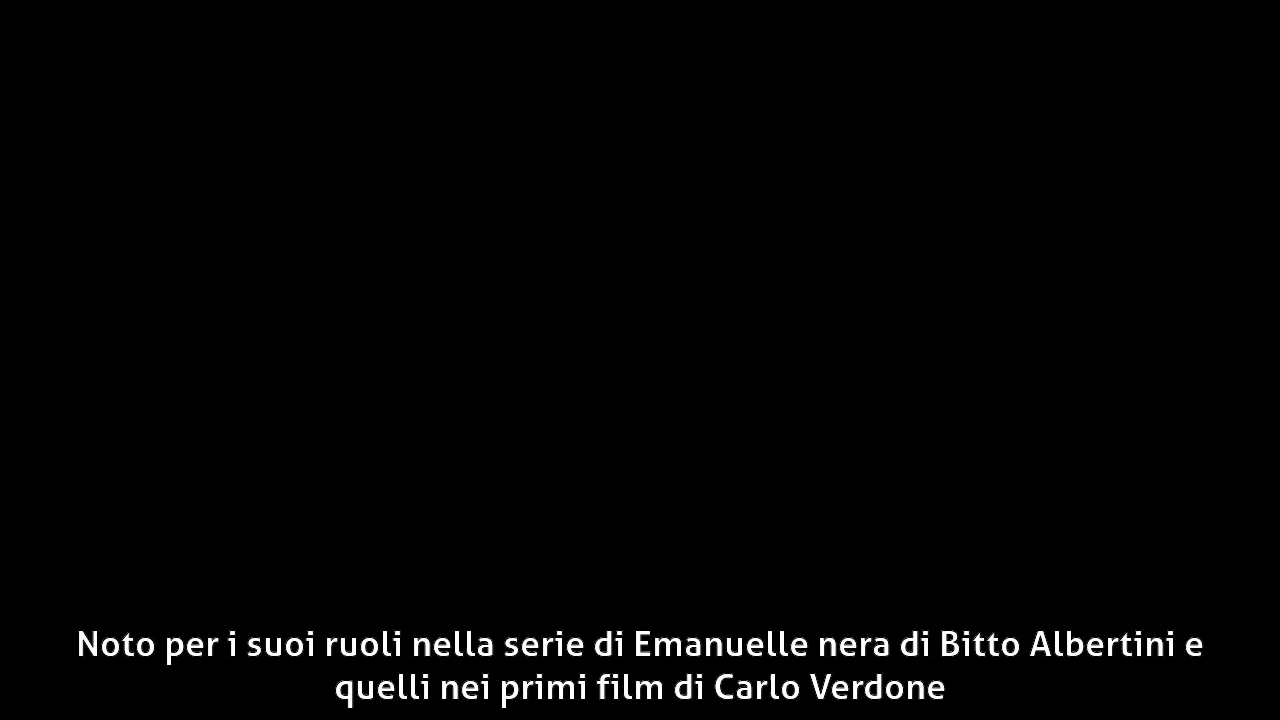 Noto per i suoi ruoli nella serie di Emanuelle nera di Bitto Albertini e
quelli nei primi film di Carlo Verdone